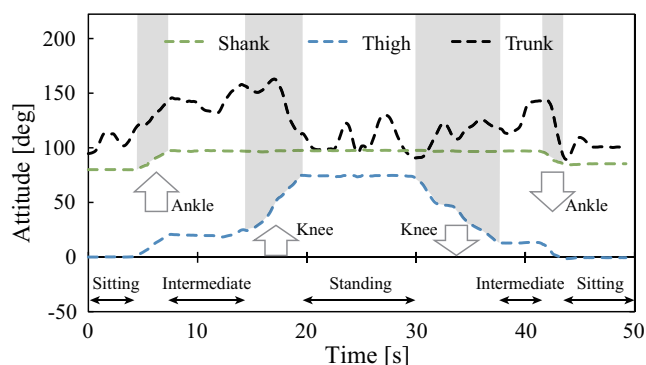 Shank Thigh Trunk
200
150
100
50
0
-50
Attitude [deg]
Ankle Knee Knee Ankle
Sitting Intermediate Standing Intermediate Sitting
0 10 20 30 40 50
Time [s]